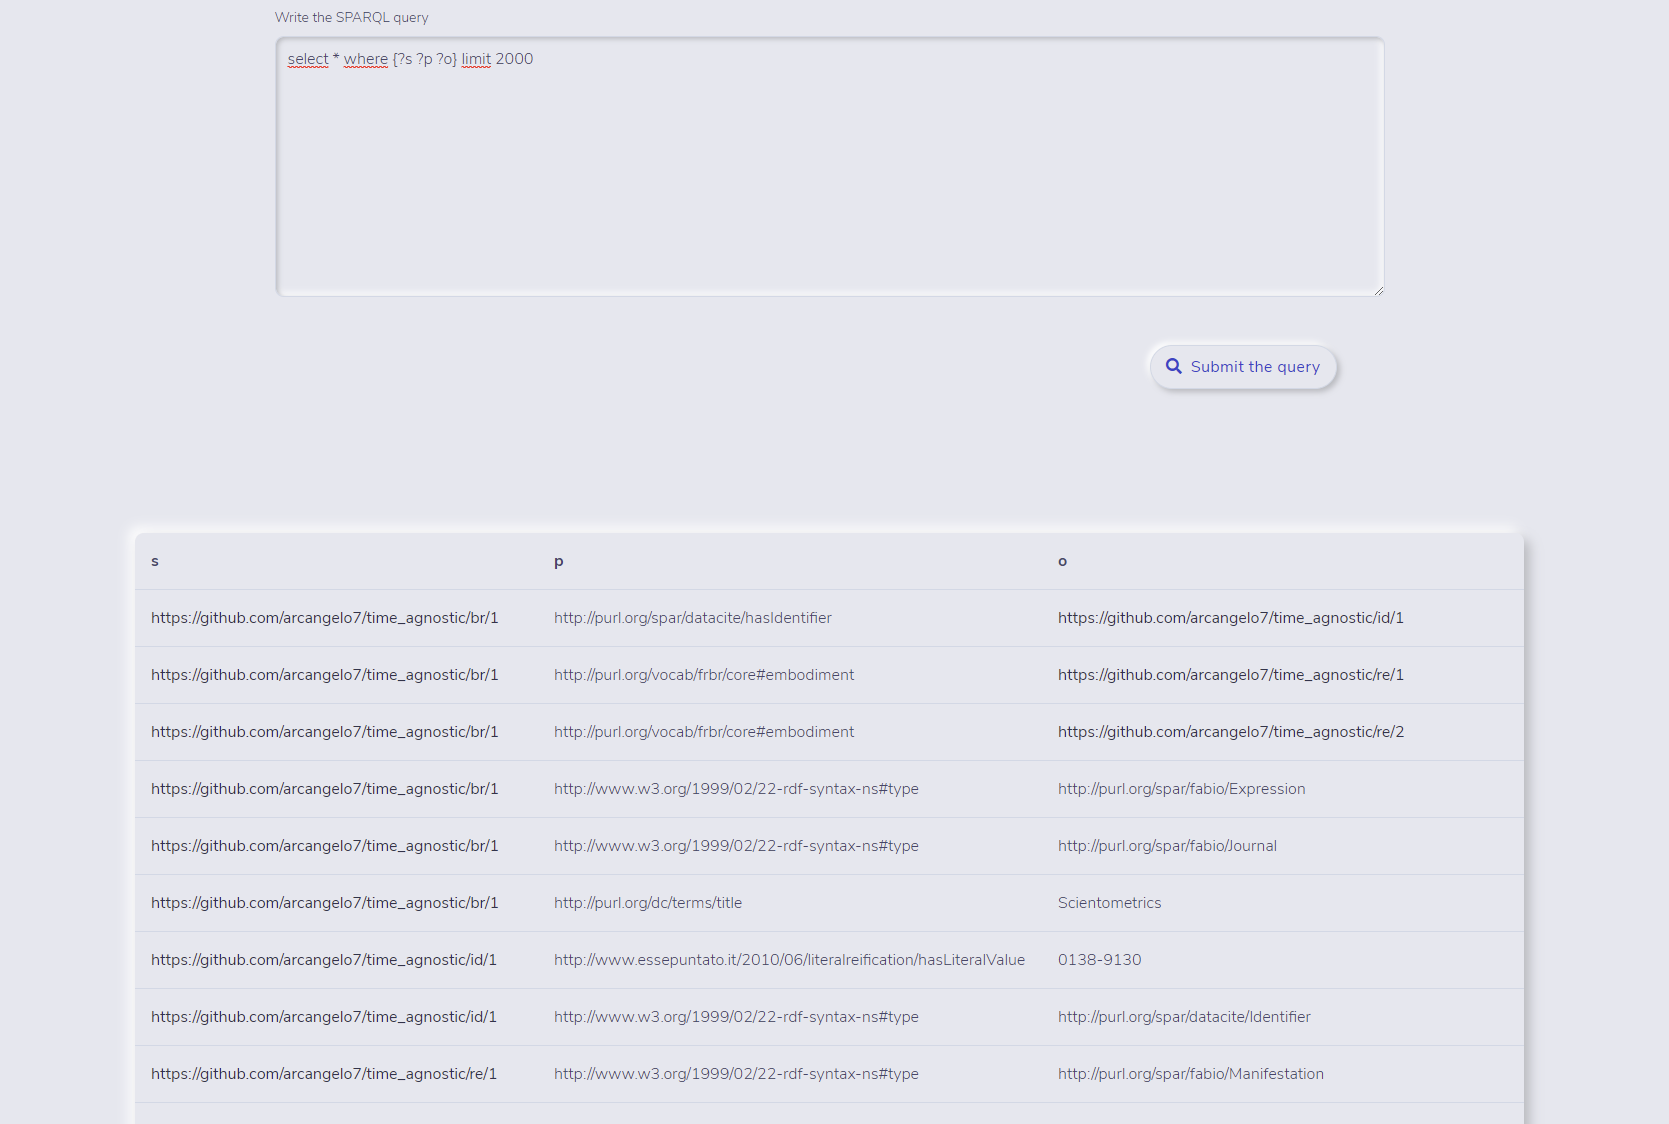 Write the SPARQL query
select * where {?s ?p ?o} limit 2000
Submit the query
s p o
https://github.com/arcangelo7/time_agnostic/br/1 http://purl.org/spar/datacite/hasIdentifier https://github.com/arcangelo7/time_agnostic/id/1
https://github.com/arcangelo7/time_agnostic/br/1 http://purl.org/vocab/frbr/core#embodiment https://github.com/arcangelo7/time_agnostic/re/1
https://github.com/arcangelo7/time_agnostic/br/1 http://purl.org/vocab/frbr/core#embodiment https://github.com/arcangelo7/time_agnostic/re/2
https://github.com/arcangelo7/time_agnostic/br/1 http://www.w3.org/1999/02/22-rdf-syntax-ns#type http://purl.org/spar/fabio/Expression
https://github.com/arcangelo7/time_agnostic/br/1 http://www.w3.org/1999/02/22-rdf-syntax-ns#type http://purl.org/spar/fabio/Journal
https://github.com/arcangelo7/time_agnostic/br/1 http://purl.org/dc/terms/title Scientometrics
https://github.com/arcangelo7/time_agnostic/id/1 http://www.essepuntato.it/2010/06/literalreification/hasLiteralValue 0138-9130
https://github.com/arcangelo7/time_agnostic/id/1 http://www.w3.org/1999/02/22-rdf-syntax-ns#type http://purl.org/spar/datacite/Identifier
https://github.com/arcangelo7/time_agnostic/re/1 http://www.w3.org/1999/02/22-rdf-syntax-ns#type http://purl.org/spar/fabio/Manifestation